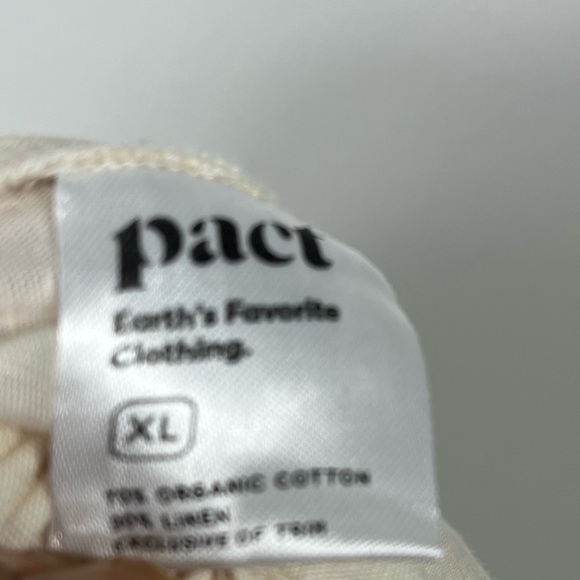 pact
Earth's Favorite
Clothing.
XL
70% ORGANIC COTTON
30% LINEN
EXCLUSIVE OF TRIM